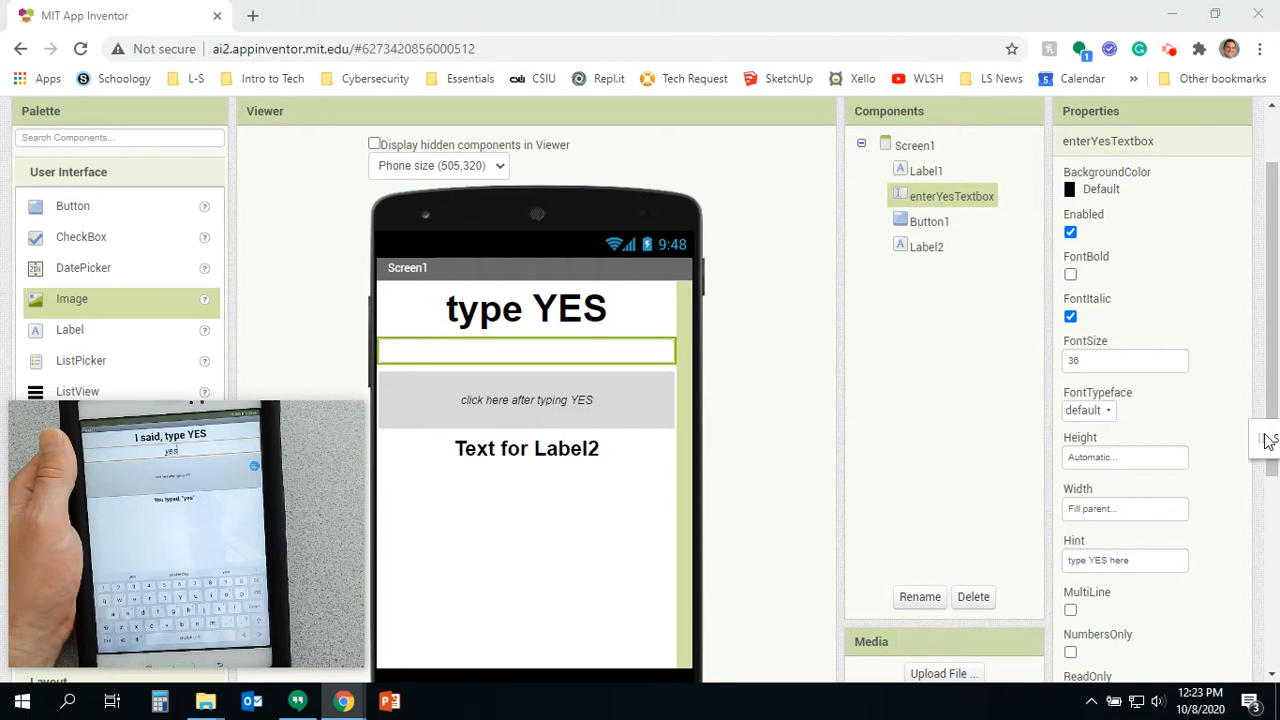 MIT App Inventor
Not secure
ai2.appinventor.mit.edu/#6273420856000512
Apps
Schoology
L-S
Intro to Tech
Cybersecurity
Essentials
CSIU
Repl.it
Tech Request
SketchUp
Xello
WLSH
LS News
Calendar
»
Other bookmarks
Palette
Search Components...
User Interface
Button
CheckBox
DatePicker
Image
Label
ListPicker
ListView
Viewer
Display hidden components in Viewer
Phone size (505,320)
9:48
Screen1
type YES
click here after typing YES
Text for Label2
Components
Screen1
Label1
enterYesTextbox
Button1
Label2
Rename
Delete
Media
Upload File ...
Properties
enterYesTextbox
BackgroundColor
Default
Enabled
FontBold
FontItalic
FontSize
36
FontTypeface
default
Height
Automatic...
Width
Fill parent...
Hint
type YES here
MultiLine
NumbersOnly
ReadOnly
I said, type YES
yes
You typed, "yes"
12:23 PM
10/8/2020